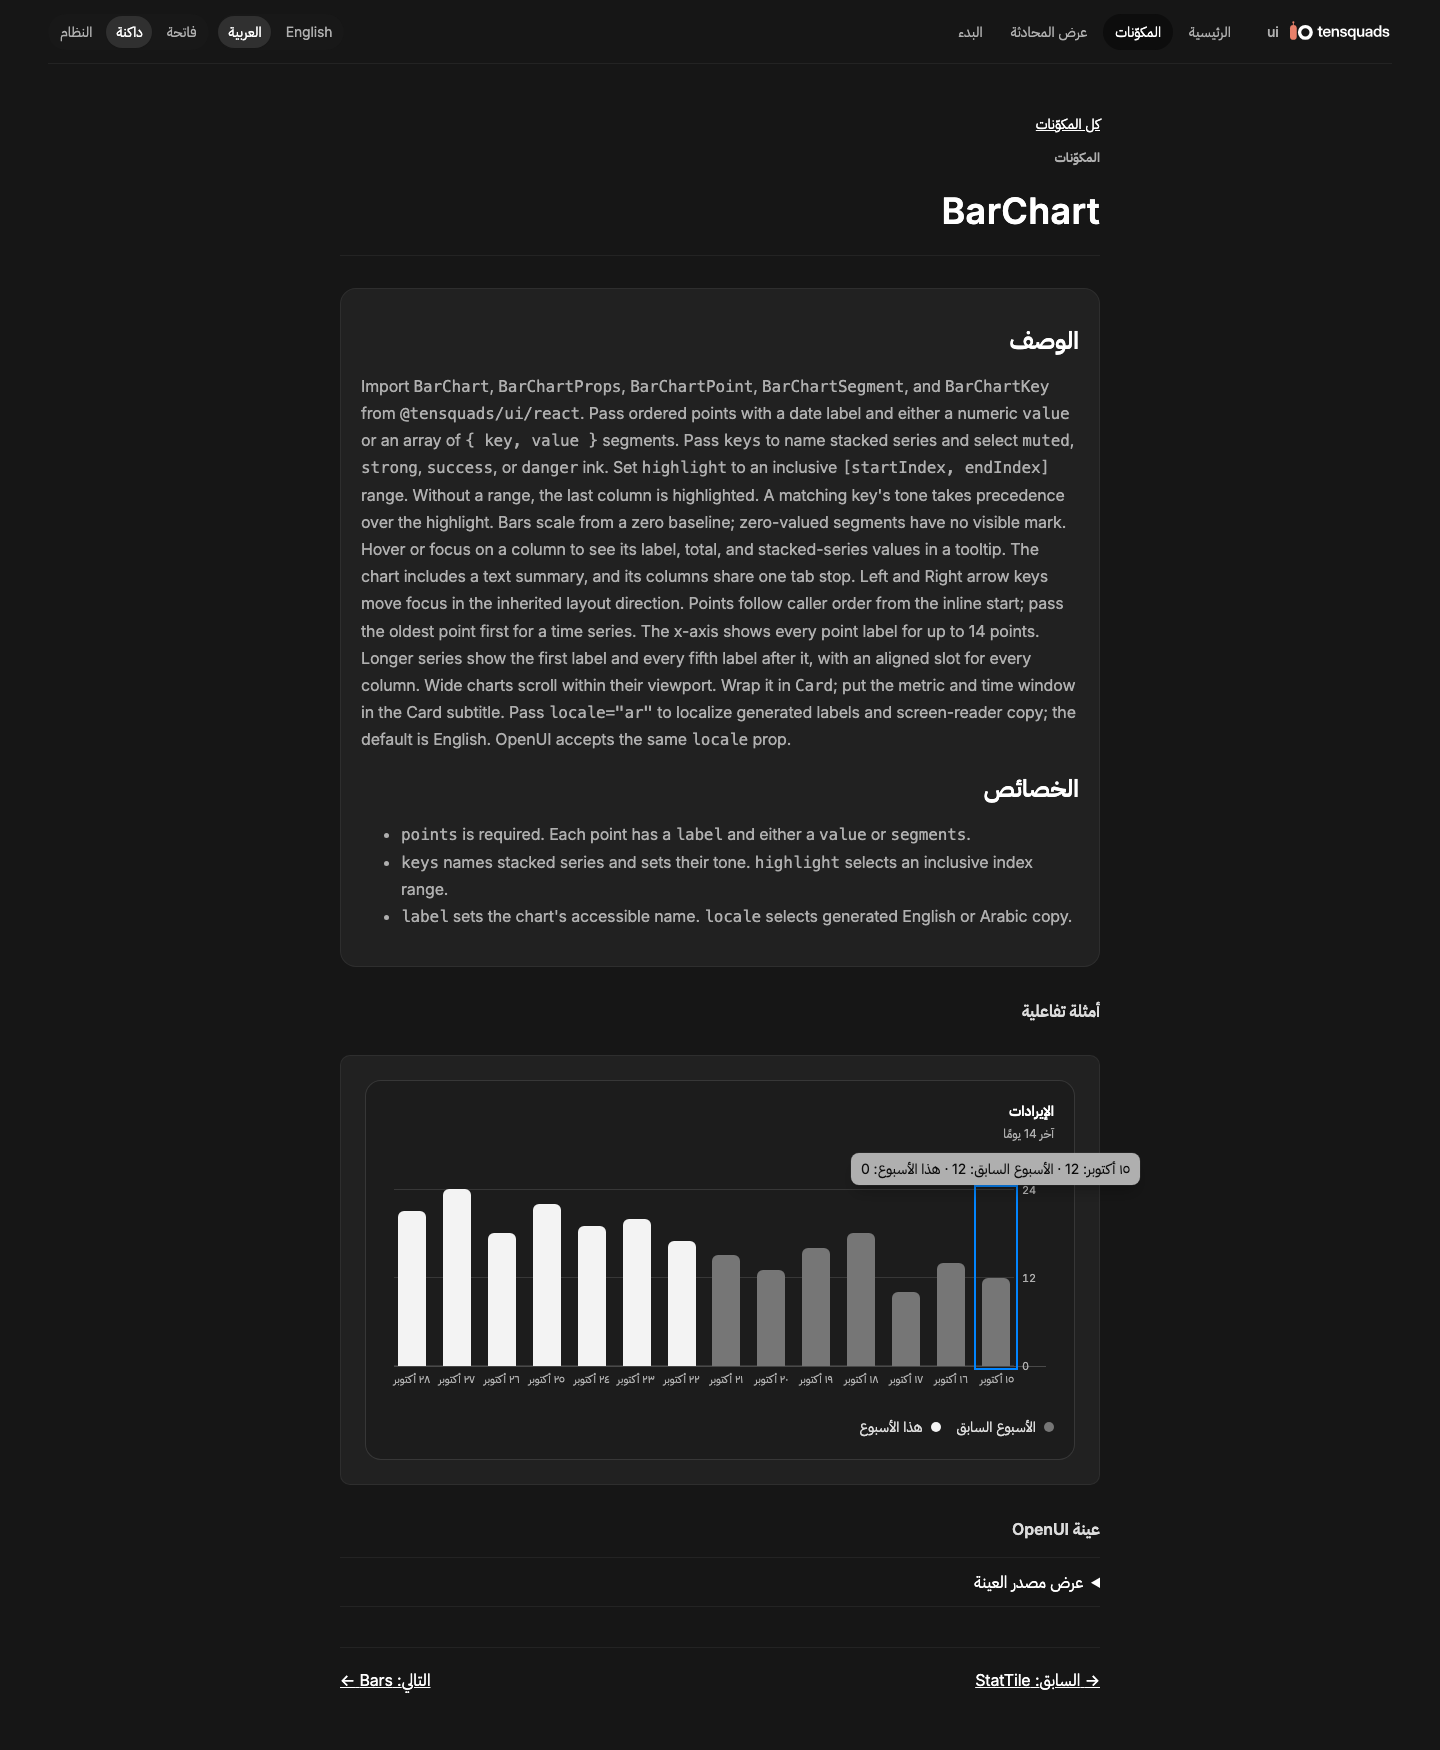 tensquads ui
الرئيسية
المكوّنات
عرض المحادثة
البدء
English
العربية
فاتحة
داكنة
النظام
كل المكوّنات
المكوّنات
BarChart
الوصف
Import BarChart, BarChartProps, BarChartPoint, BarChartSegment, and BarChartKey
from @tensquads/ui/react. Pass ordered points with a date label and either a numeric value
or an array of { key, value } segments. Pass keys to name stacked series and select muted,
strong, success, or danger ink. Set highlight to an inclusive [startIndex, endIndex]
range. Without a range, the last column is highlighted. A matching key's tone takes precedence
over the highlight. Bars scale from a zero baseline; zero-valued segments have no visible mark.
Hover or focus on a column to see its label, total, and stacked-series values in a tooltip. The
chart includes a text summary, and its columns share one tab stop. Left and Right arrow keys
move focus in the inherited layout direction. Points follow caller order from the inline start; pass
the oldest point first for a time series. The x-axis shows every point label for up to 14 points.
Longer series show the first label and every fifth label after it, with an aligned slot for every
column. Wide charts scroll within their viewport. Wrap it in Card; put the metric and time window
in the Card subtitle. Pass locale="ar" to localize generated labels and screen-reader copy; the
default is English. OpenUI accepts the same locale prop.
الخصائص
• points is required. Each point has a label and either a value or segments.
• keys names stacked series and sets their tone. highlight selects an inclusive index
range.
• label sets the chart's accessible name. locale selects generated English or Arabic copy.
أمثلة تفاعلية
الإيرادات
آخر 14 يومًا
١٥ أكتوبر: 12 · الأسبوع السابق: 12 · هذا الأسبوع: 0
24
12
0
١٥ أكتوبر
١٦ أكتوبر
١٧ أكتوبر
١٨ أكتوبر
١٩ أكتوبر
٢٠ أكتوبر
٢١ أكتوبر
٢٢ أكتوبر
٢٣ أكتوبر
٢٤ أكتوبر
٢٥ أكتوبر
٢٦ أكتوبر
٢٧ أكتوبر
٢٨ أكتوبر
الأسبوع السابق
هذا الأسبوع
عينة OpenUI
عرض مصدر العينة
→ السابق: StatTile
التالي: Bars ←